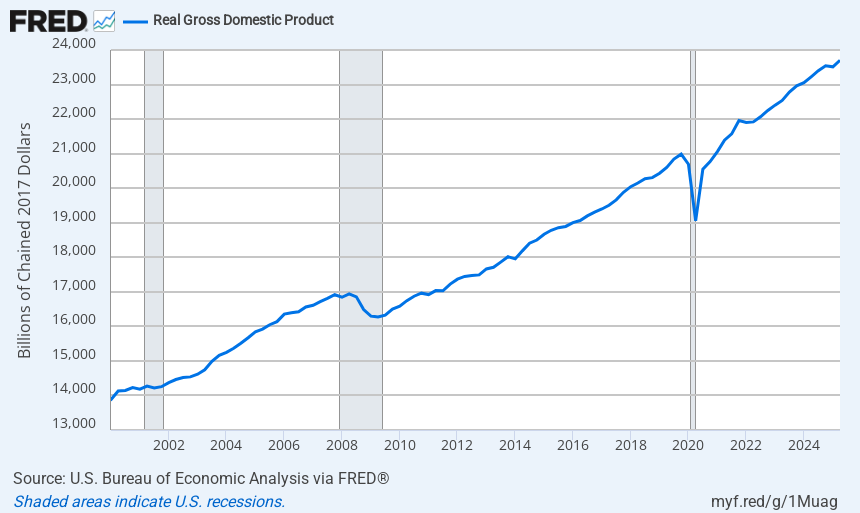 FRED
Real Gross Domestic Product
Billions of Chained 2017 Dollars
24,000
23,000
22,000
21,000
20,000
19,000
18,000
17,000
16,000
15,000
14,000
13,000
2002 2004 2006 2008 2010 2012 2014 2016 2018 2020 2022 2024
Source: U.S. Bureau of Economic Analysis via FRED®
Shaded areas indicate U.S. recessions.
myf.red/g/1Muag